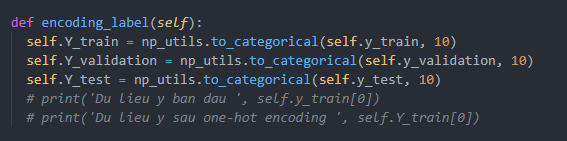 def encoding_label(self):
self.Y_train = np_utils.to_categorical(self.y_train, 10)
self.Y_validation = np_utils.to_categorical(self.y_validation, 10)
self.Y_test = np_utils.to_categorical(self.y_test, 10)
# print('Du lieu y ban dau ', self.y_train[0])
# print('Du lieu y sau one-hot encoding ', self.Y_train[0])